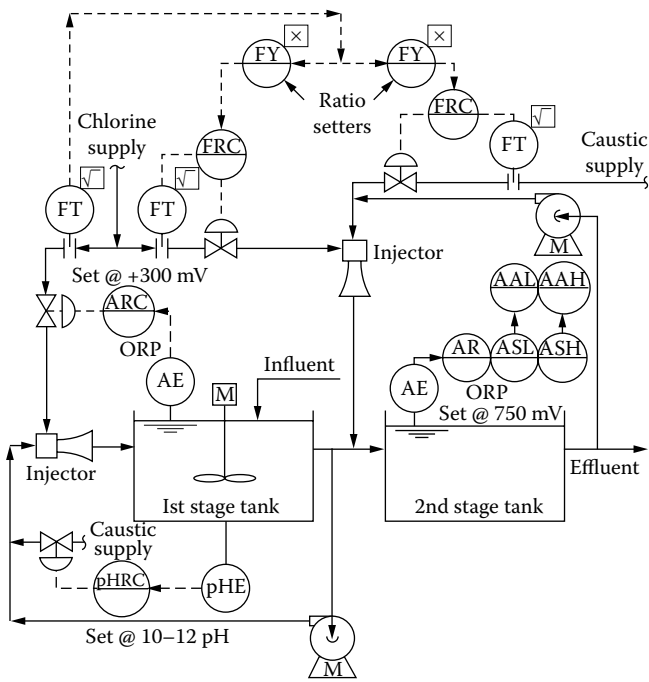 FY
×
FY
×
FRC
Ratio
setters
FRC
√
FT
Chlorine
supply
Caustic
supply
√
FT
√
FT
M
Injector
Set @ +300 mV
ARC
ORP
AAL
AAH
AR
ASL
ASH
AE
Influent
AE
ORP
Set @ 750 mV
M
Injector
Effluent
Ist stage tank
2nd stage tank
Caustic
supply
pHRC
pHE
Set @ 10–12 pH
M